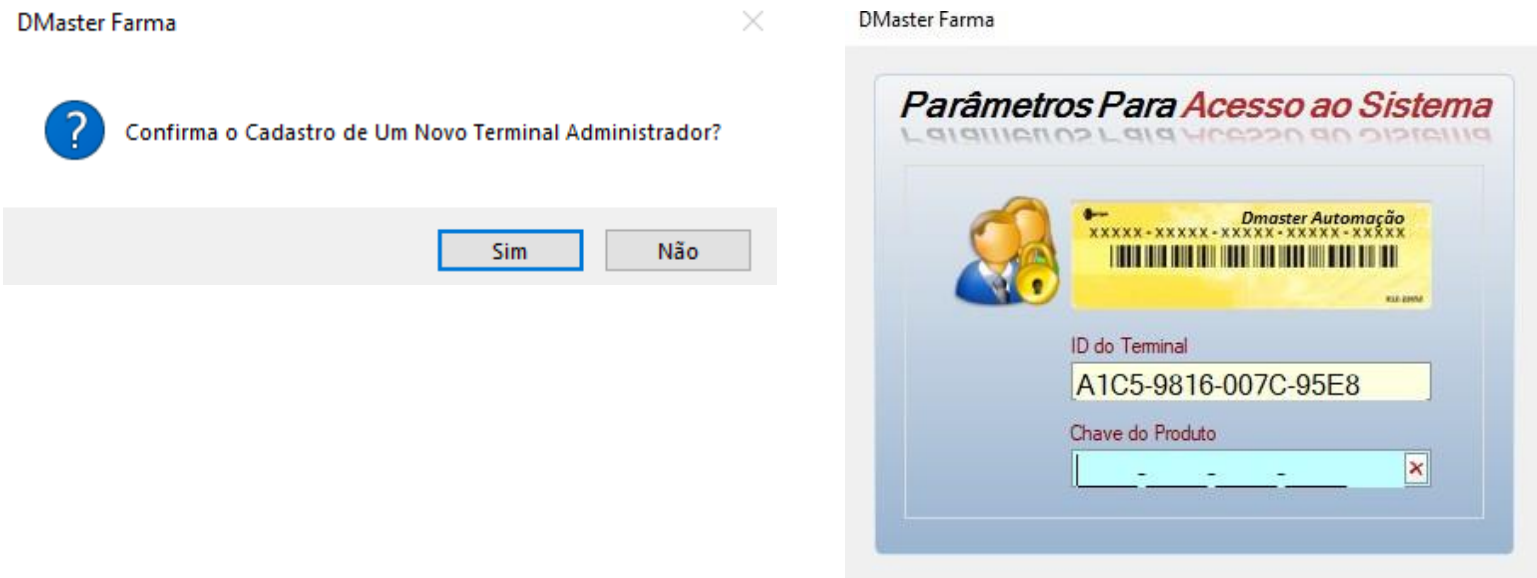 DMaster Farma
Confirma o Cadastro de Um Novo Terminal Administrador?
Sim
Não
DMaster Farma
Parâmetros Para Acesso ao Sistema
Dmaster Automação
XXXXX-XXXXX-XXXXX-XXXXX-XXXXX
ID do Terminal
A1C5-9816-007C-95E8
Chave do Produto